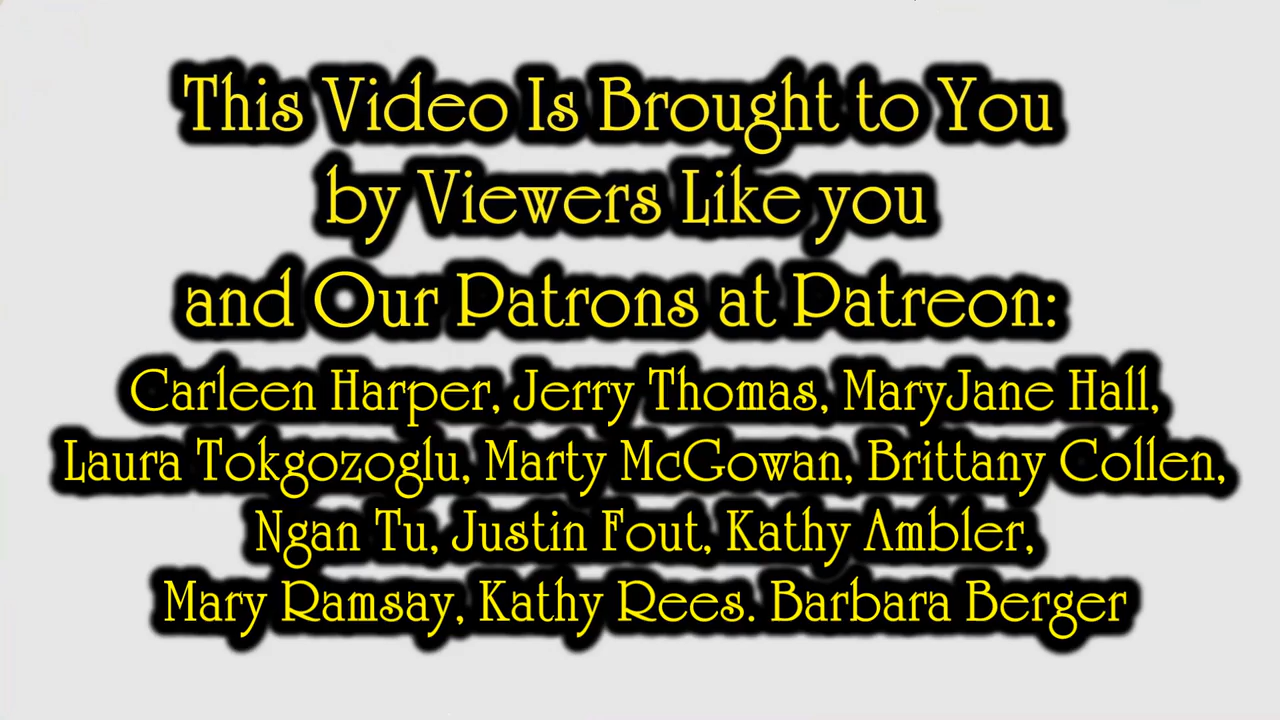 This Video Is Brought to You
by Viewers Like you
and Our Patrons at Patreon:
Carleen Harper, Jerry Thomas, MaryJane Hall,
Laura Tokgozoglu, Marty McGowan, Brittany Collen,
Ngan Tu, Justin Fout, Kathy Ambler,
Mary Ramsay, Kathy Rees. Barbara Berger